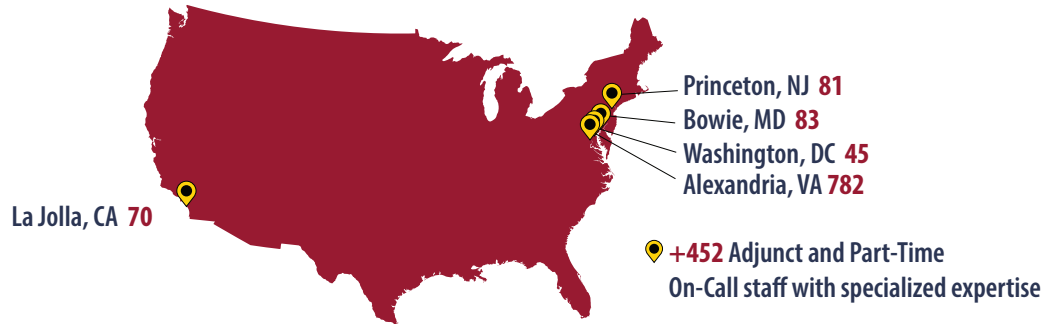 Princeton, NJ 81
Bowie, MD 83
Washington, DC 45
Alexandria, VA 782
La Jolla, CA 70
+452 Adjunct and Part-Time
On-Call staff with specialized expertise